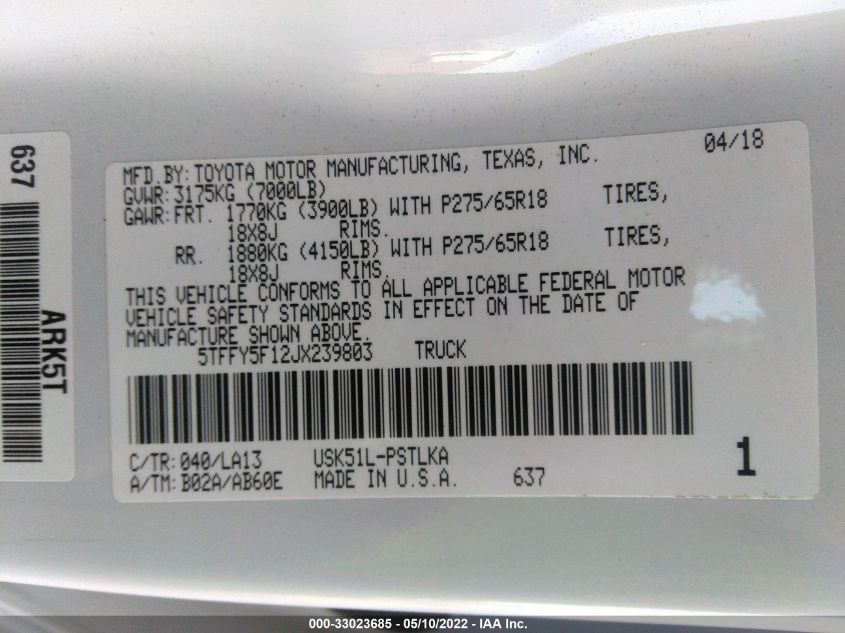 637
ARK5T
04/18
MFD.BY:TOYOTA MOTOR MANUFACTURING, TEXAS, INC.
GVWR:3175KG (7000LB)
GAWR:FRT. 1770KG (3900LB) WITH P275/65R18 TIRES,
18X8J RIMS.
RR. 1880KG (4150LB) WITH P275/65R18 TIRES,
18X8J RIMS.
THIS VEHICLE CONFORMS TO ALL APPLICABLE FEDERAL MOTOR
VEHICLE SAFETY STANDARDS IN EFFECT ON THE DATE OF
MANUFACTURE SHOWN ABOVE.
5TFFY5F12JX239803 TRUCK
C/TR:040/LA13 USK51L-PSTLKA
A/TM:B02A/AB60E MADE IN U.S.A. 637
1
000-33023685 - 05/10/2022 - IAA Inc.